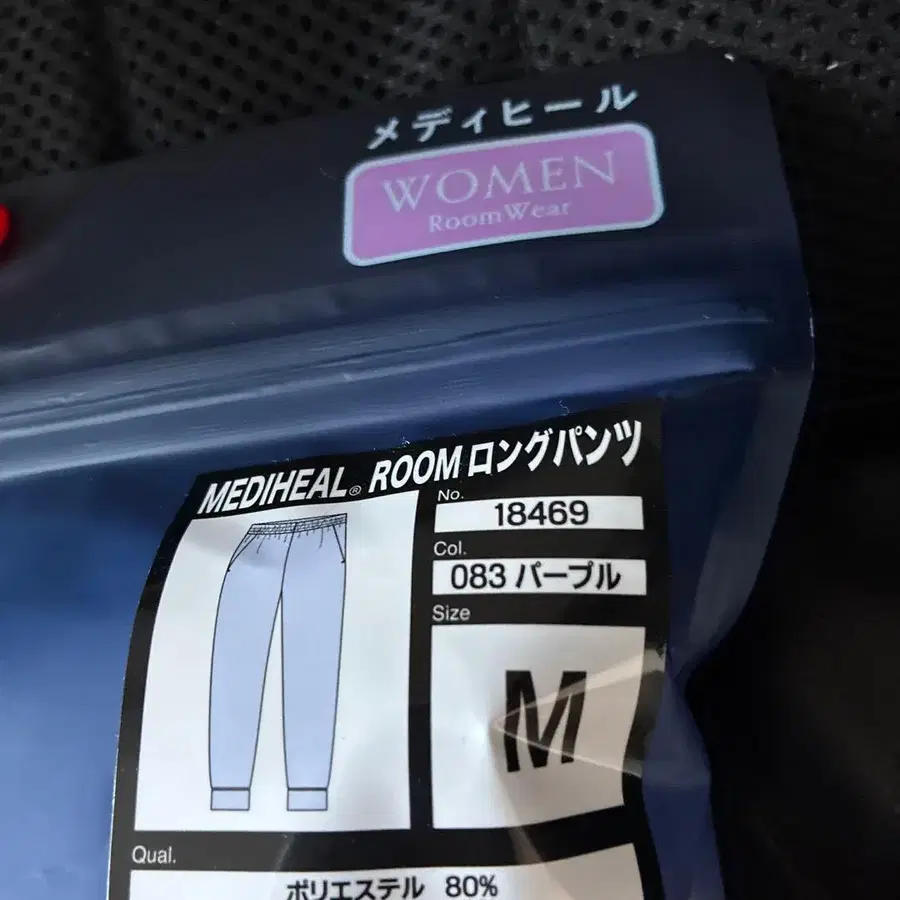 メディヒール
WOMEN
RoomWear
MEDIHEAL® ROOM ロングパンツ
No.
18469
Col.
083 パープル
Size
M
Qual.
ポリエステル 80%